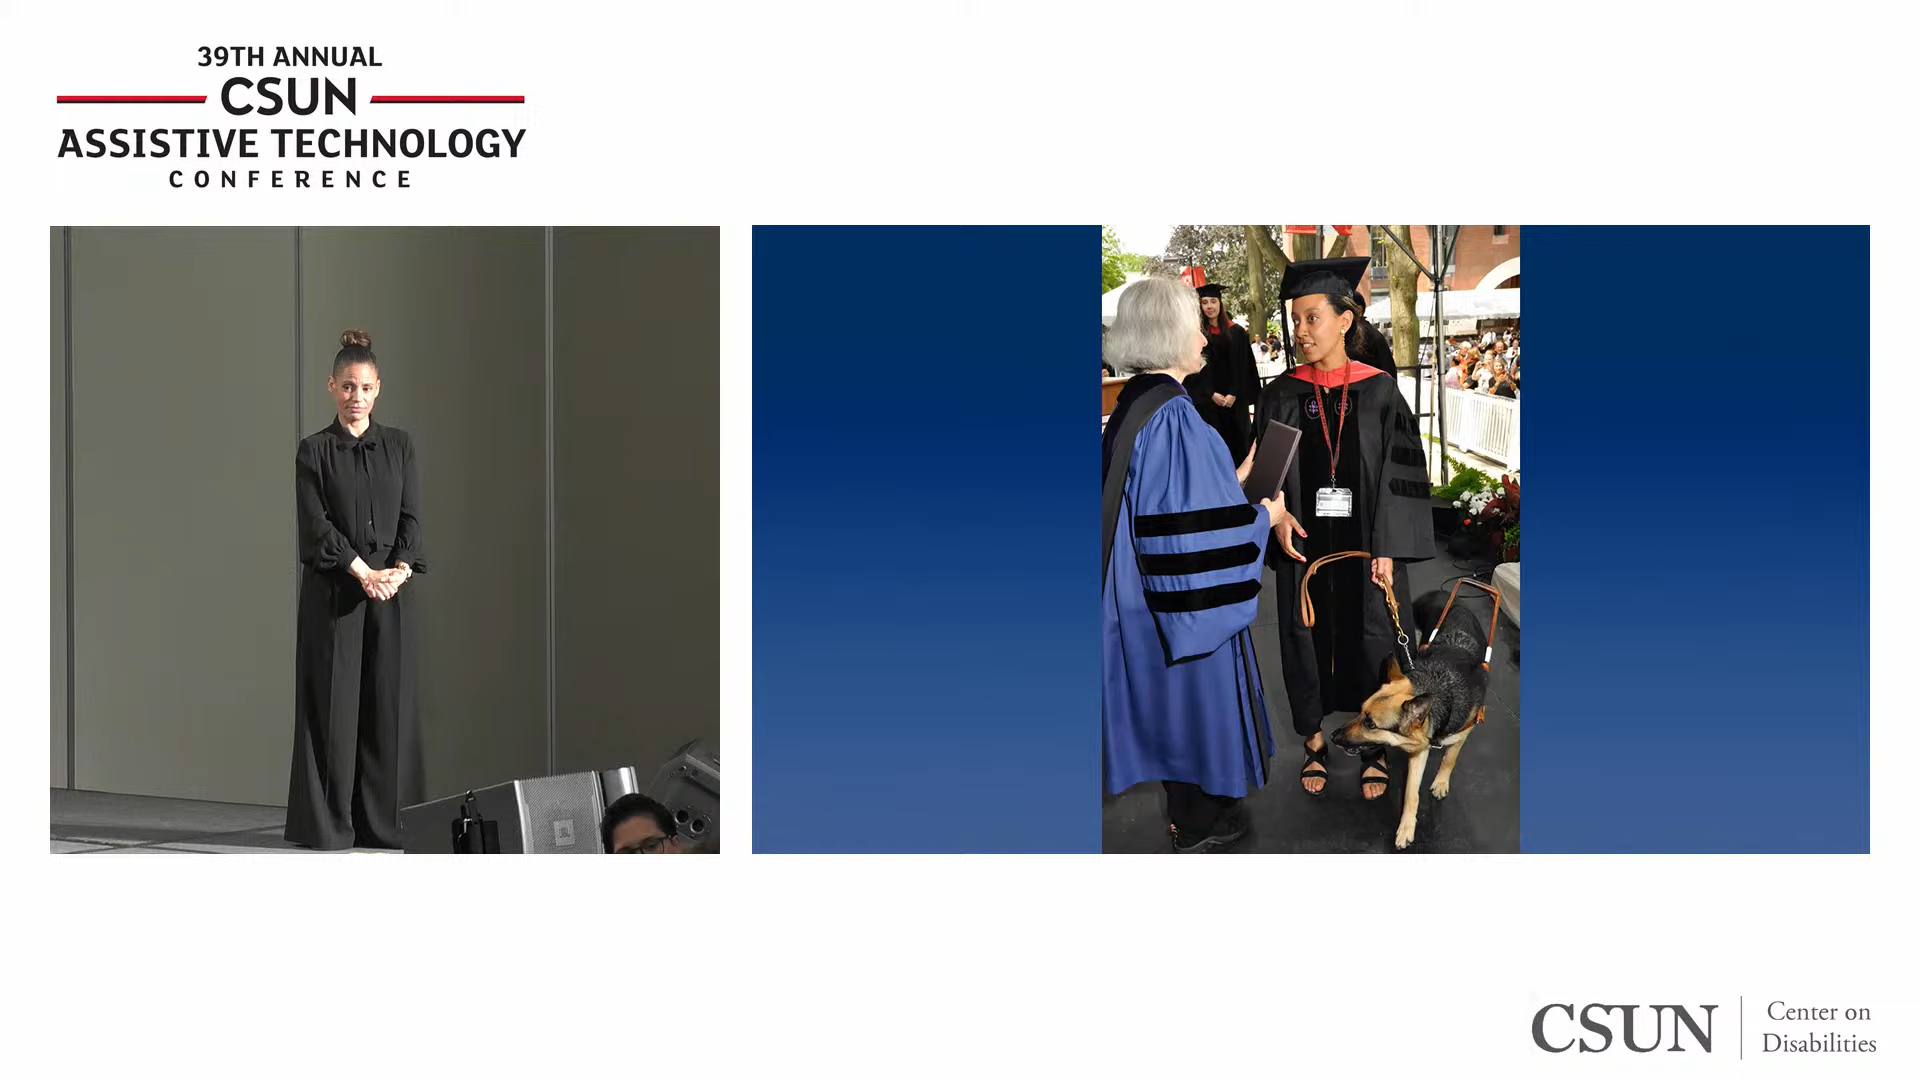 39TH ANNUAL
CSUN
ASSISTIVE TECHNOLOGY
CONFERENCE
CSUN
Center on
Disabilities